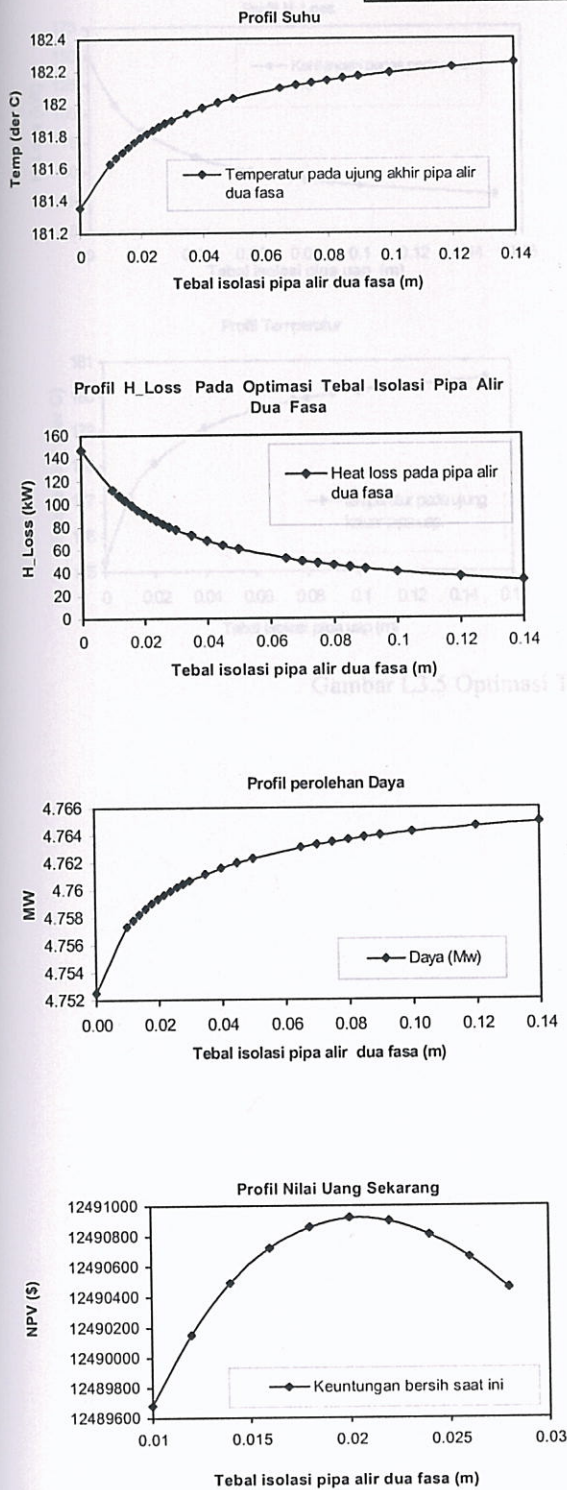 Profil Suhu
182.4
182.2
182
181.8
181.6
181.4
181.2
Temp (der C)
Temperatur pada ujung akhir pipa alir
dua fasa
0 0.02 0.04 0.06 0.08 0.1 0.12 0.14
Tebal isolasi pipa alir dua fasa (m)
Profil Temperatur
Profil H_Loss Pada Optimasi Tebal Isolasi Pipa Alir
Dua Fasa
160
140
120
100
80
60
40
20
0
H_Loss (kW)
Heat loss pada pipa alir
dua fasa
0 0.02 0.04 0.06 0.08 0.1 0.12 0.14
Tebal isolasi pipa alir dua fasa (m)
Gambar L3.5 Optimasi T
Profil perolehan Daya
4.766
4.764
4.762
4.76
4.758
4.756
4.754
4.752
MW
Daya (Mw)
0.00 0.02 0.04 0.06 0.08 0.10 0.12 0.14
Tebal isolasi pipa alir dua fasa (m)
Profil Nilai Uang Sekarang
12491000
12490800
12490600
12490400
12490200
12490000
12489800
12489600
NPV ($)
Keuntungan bersih saat ini
0.01 0.015 0.02 0.025 0.03
Tebal isolasi pipa alir dua fasa (m)